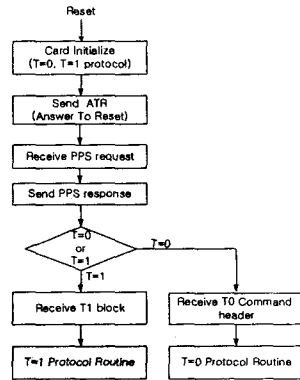 Reset
Card Initialize
(T=0, T=1 protocol)
Send ATR
(Answer To Reset)
Receive PPS request
Send PPS response
T=0
or
T=1
T=0
T=1
Receive T1 block
Receive T0 Command
header
T=1 Protocol Routine
T=0 Protocol Routine